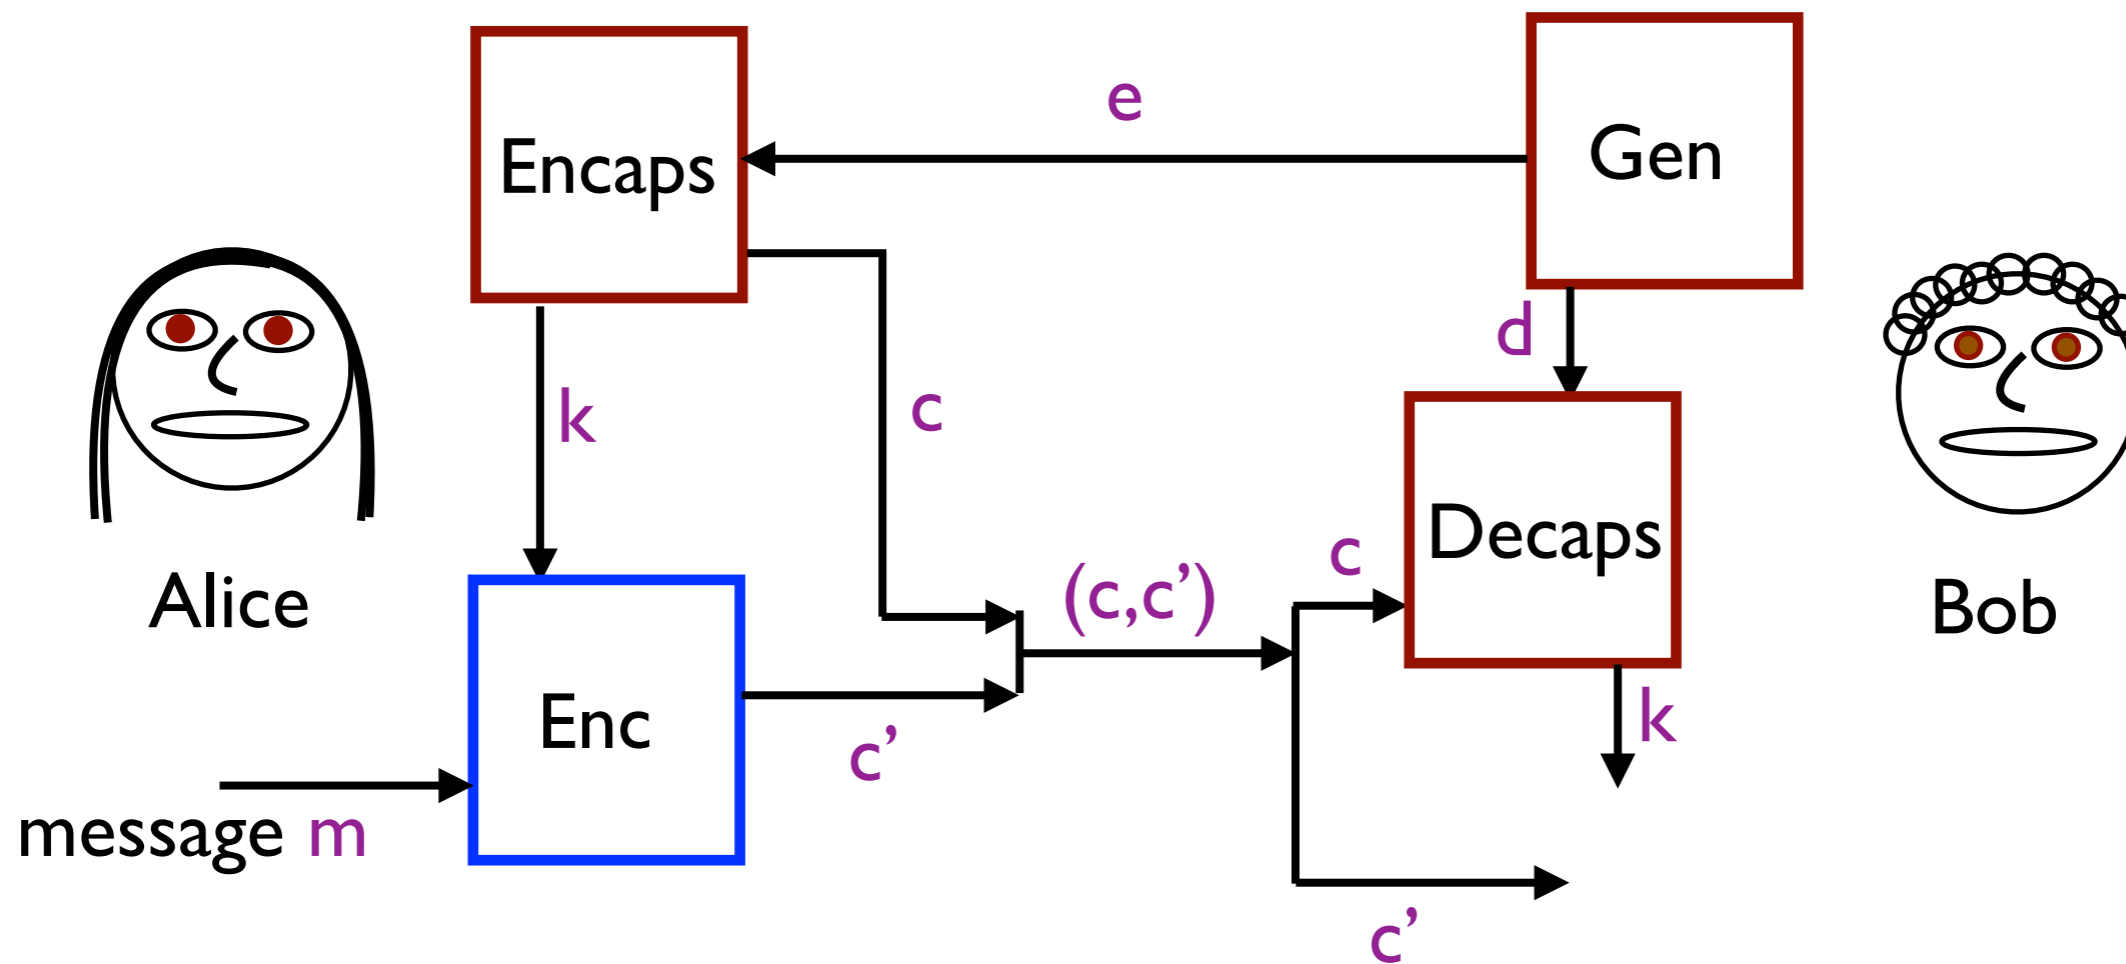 e
Encaps
Gen
d
k
c
Decaps
c
(c,c’)
Alice
Bob
Enc
k
c’
message m
c’